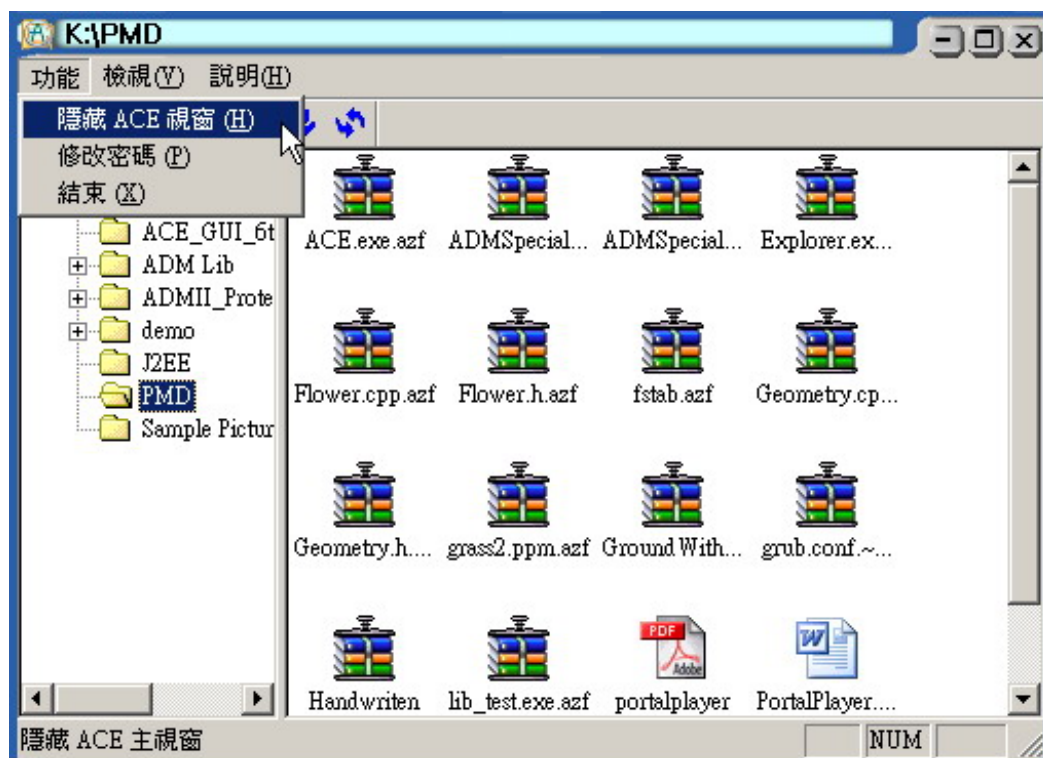 K:\PMD
功能 檢視(V) 說明(H)
隱藏 ACE 視窗 (H)
修改密碼 (P)
結束 (X)
ACE_GUI_6t
ADM Lib
ADMII_Prote
demo
J2EE
PMD
Sample Pictur
ACE.exe.azf ADMSpecial... ADMSpecial... Explorer.ex...
Flower.cpp.azf Flower.h.azf fstab.azf Geometry.cp...
Geometry.h.... grass2.ppm.azf Ground With... grub.conf.~...
PDF
Adobe
W
Handwriten lib_test.exe.azf portalplayer PortalPlayer....
隱藏 ACE 主視窗 NUM